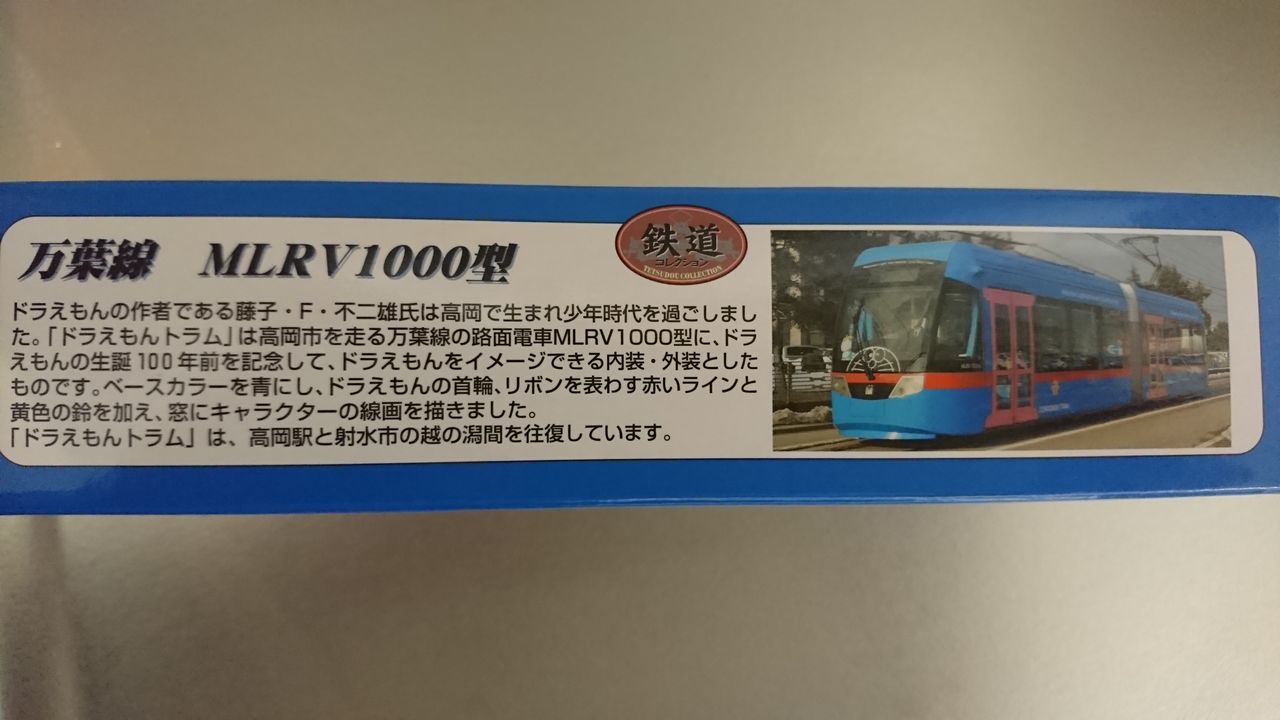 万葉線　MLRV1000型
鉄道
コレクション
TETSUDOU COLLECTION
ドラえもんの作者である藤子・F・不二雄氏は高岡で生まれ少年時代を過ごしまし
た。「ドラえもんトラム」は高岡市を走る万葉線の路面電車MLRV1000型に、ドラ
えもんの生誕100年前を記念して、ドラえもんをイメージできる内装・外装とした
ものです。ベースカラーを青にし、ドラえもんの首輪、リボンを表わす赤いラインと
黄色の鈴を加え、窓にキャラクターの線画を描きました。
「ドラえもんトラム」は、高岡駅と射水市の越の潟間を往復しています。